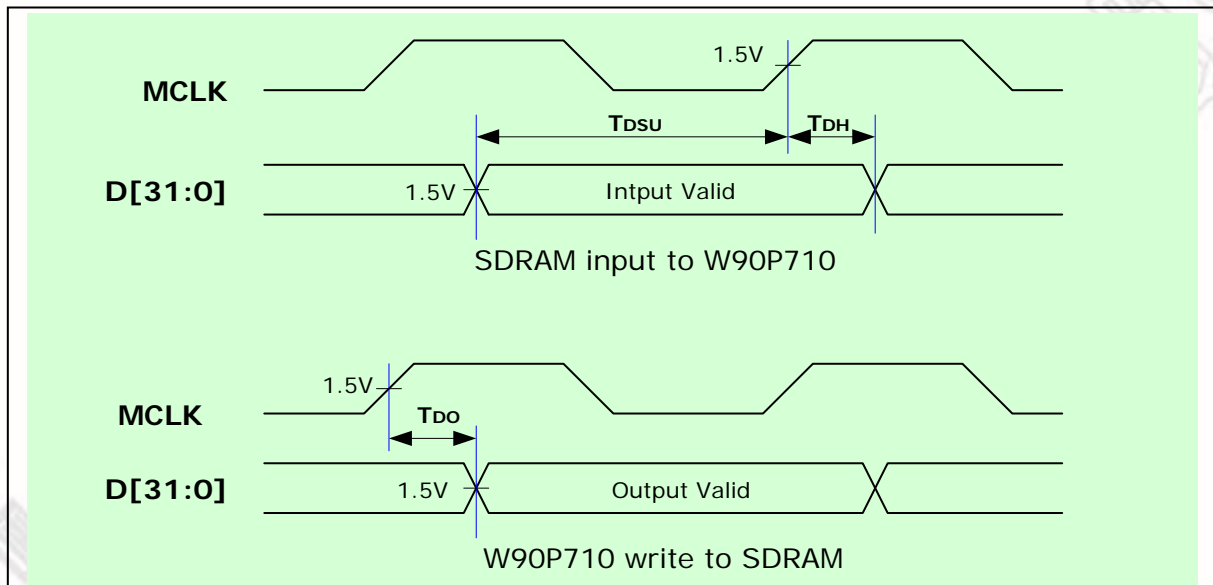 1.5V
MCLK
TDSU TDH
D[31:0] 1.5V Intput Valid
SDRAM input to W90P710
1.5V
MCLK
TDO
D[31:0] 1.5V Output Valid
W90P710 write to SDRAM